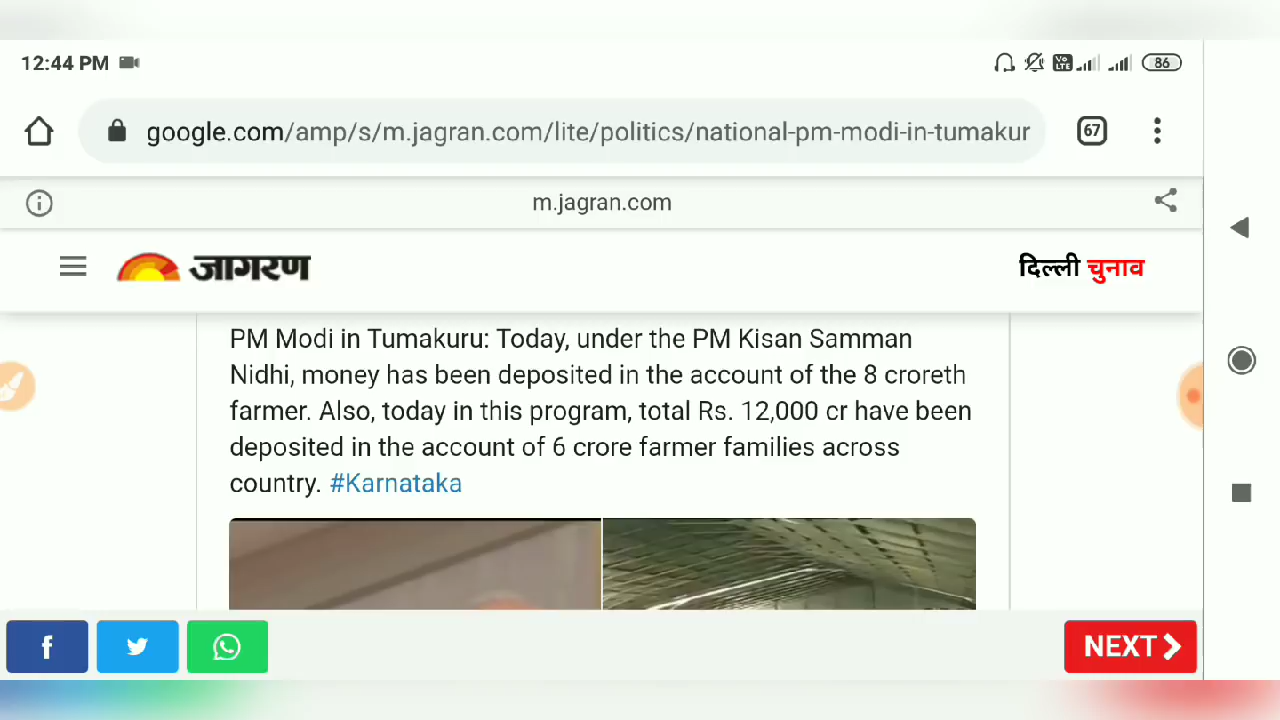 12:44 PM
Vo LTE
86
google.com/amp/s/m.jagran.com/lite/politics/national-pm-modi-in-tumakur
67
m.jagran.com
जागरण
दिल्ली चुनाव
PM Modi in Tumakuru: Today, under the PM Kisan Samman
Nidhi, money has been deposited in the account of the 8 croreth
farmer. Also, today in this program, total Rs. 12,000 cr have been
deposited in the account of 6 crore farmer families across
country. #Karnataka
NEXT